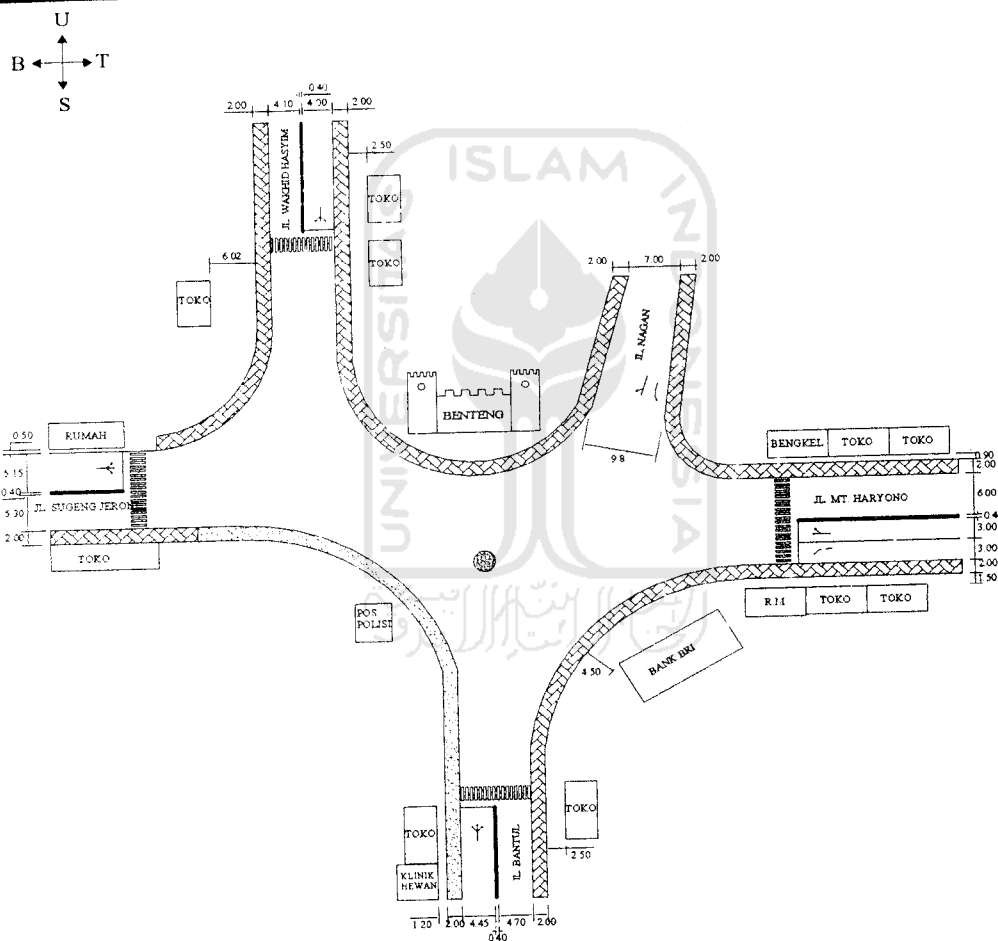 U
B T
S
0.40
2.00 4.10 4.00 2.00
JL. WAKHID HASYIM
2.50
TOKO
TOKO
6.02
TOKO
ISLAM
UNIVERSITAS
INDONESIA
2.00 7.00 2.00
JL. NAGAN
9.8
BENTENG
RUMAH
0.50
5.15
0.40
5.30
2.00
JL. SUGENG JERONI
TOKO
BENGKEL TOKO TOKO
0.90
2.00
6.00
0.4
3.00
3.00
2.00
1.50
JL. MT. HARYONO
R.M TOKO TOKO
POS
POLISI
4.50
BANK BRI
TOKO
KLINIK
HEWAN
JL. BANTUL
TOKO
2.50
1.20 2.00 4.45 4.70 2.00
0.40